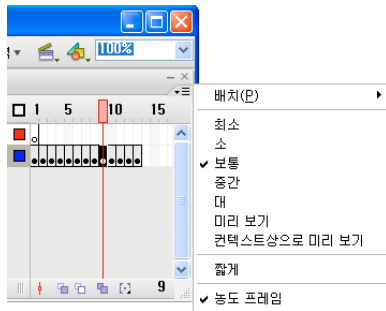 100%
1 5 10 15
9
배치(P)
최소
소
보통
중간
대
미리 보기
컨텍스트상으로 미리 보기
짧게
농도 프레임